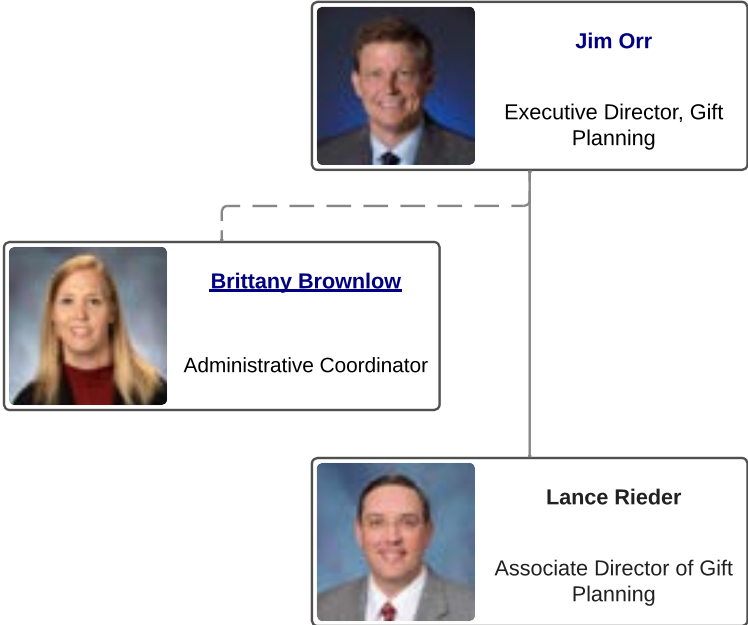 Jim Orr
Executive Director, Gift
Planning
Brittany Brownlow
Administrative Coordinator
Lance Rieder
Associate Director of Gift
Planning